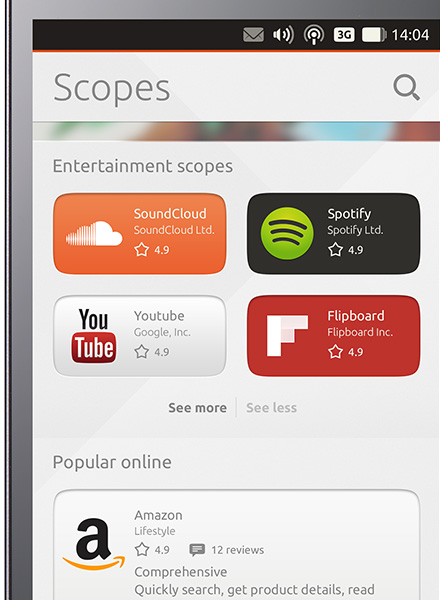 3G 14:04
Scopes
Entertainment scopes
SoundCloud
SoundCloud Ltd.
4.9
Spotify
Spotify Ltd.
4.9
You
Tube
Youtube
Google, Inc.
4.9
Flipboard
Flipboard Inc.
4.9
See more See less
Popular online
a
Amazon
Lifestyle
4.9 12 reviews
Comprehensive
Quickly search, get product details, read